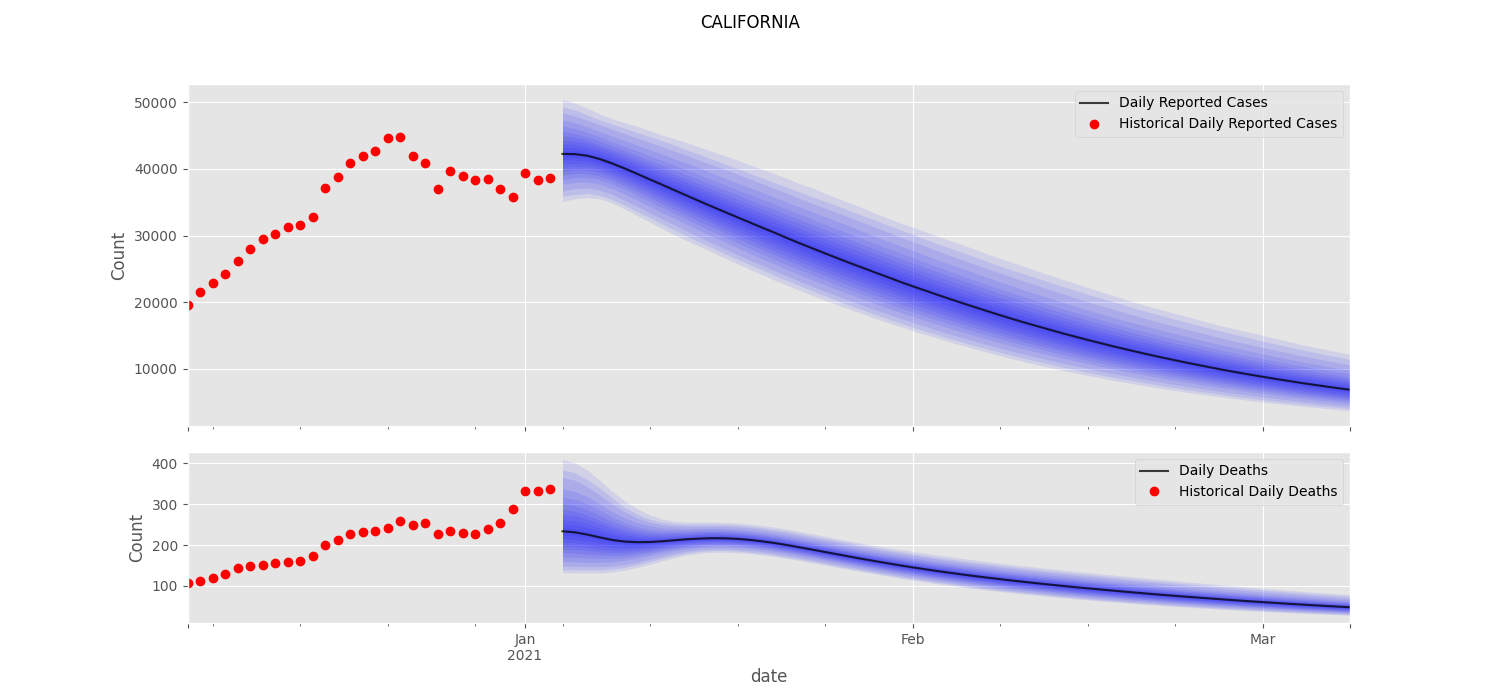 CALIFORNIA
50000
40000
30000
20000
10000
Count
Daily Reported Cases
Historical Daily Reported Cases
400
300
200
100
Count
Daily Deaths
Historical Daily Deaths
Jan
2021
Feb
Mar
date